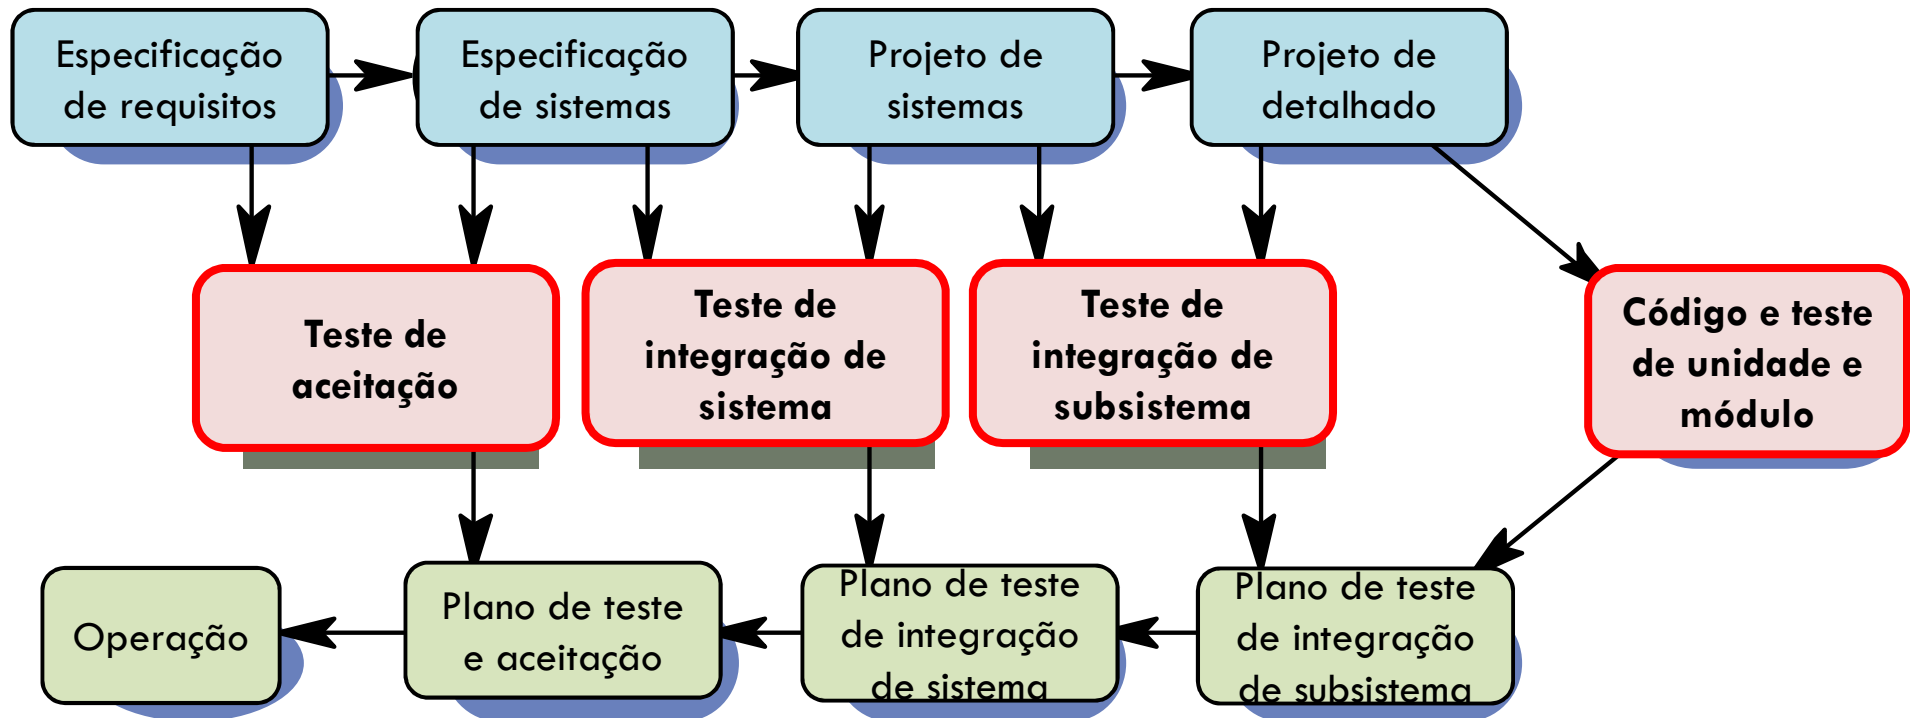 Especificação
de requisitos
Especificação
de sistemas
Projeto de
sistemas
Projeto de
detalhado
Teste de
aceitação
Teste de
integração de
sistema
Teste de
integração de
subsistema
Código e teste
de unidade e
módulo
Operação
Plano de teste
e aceitação
Plano de teste
de integração
de sistema
Plano de teste
de integração
de subsistema